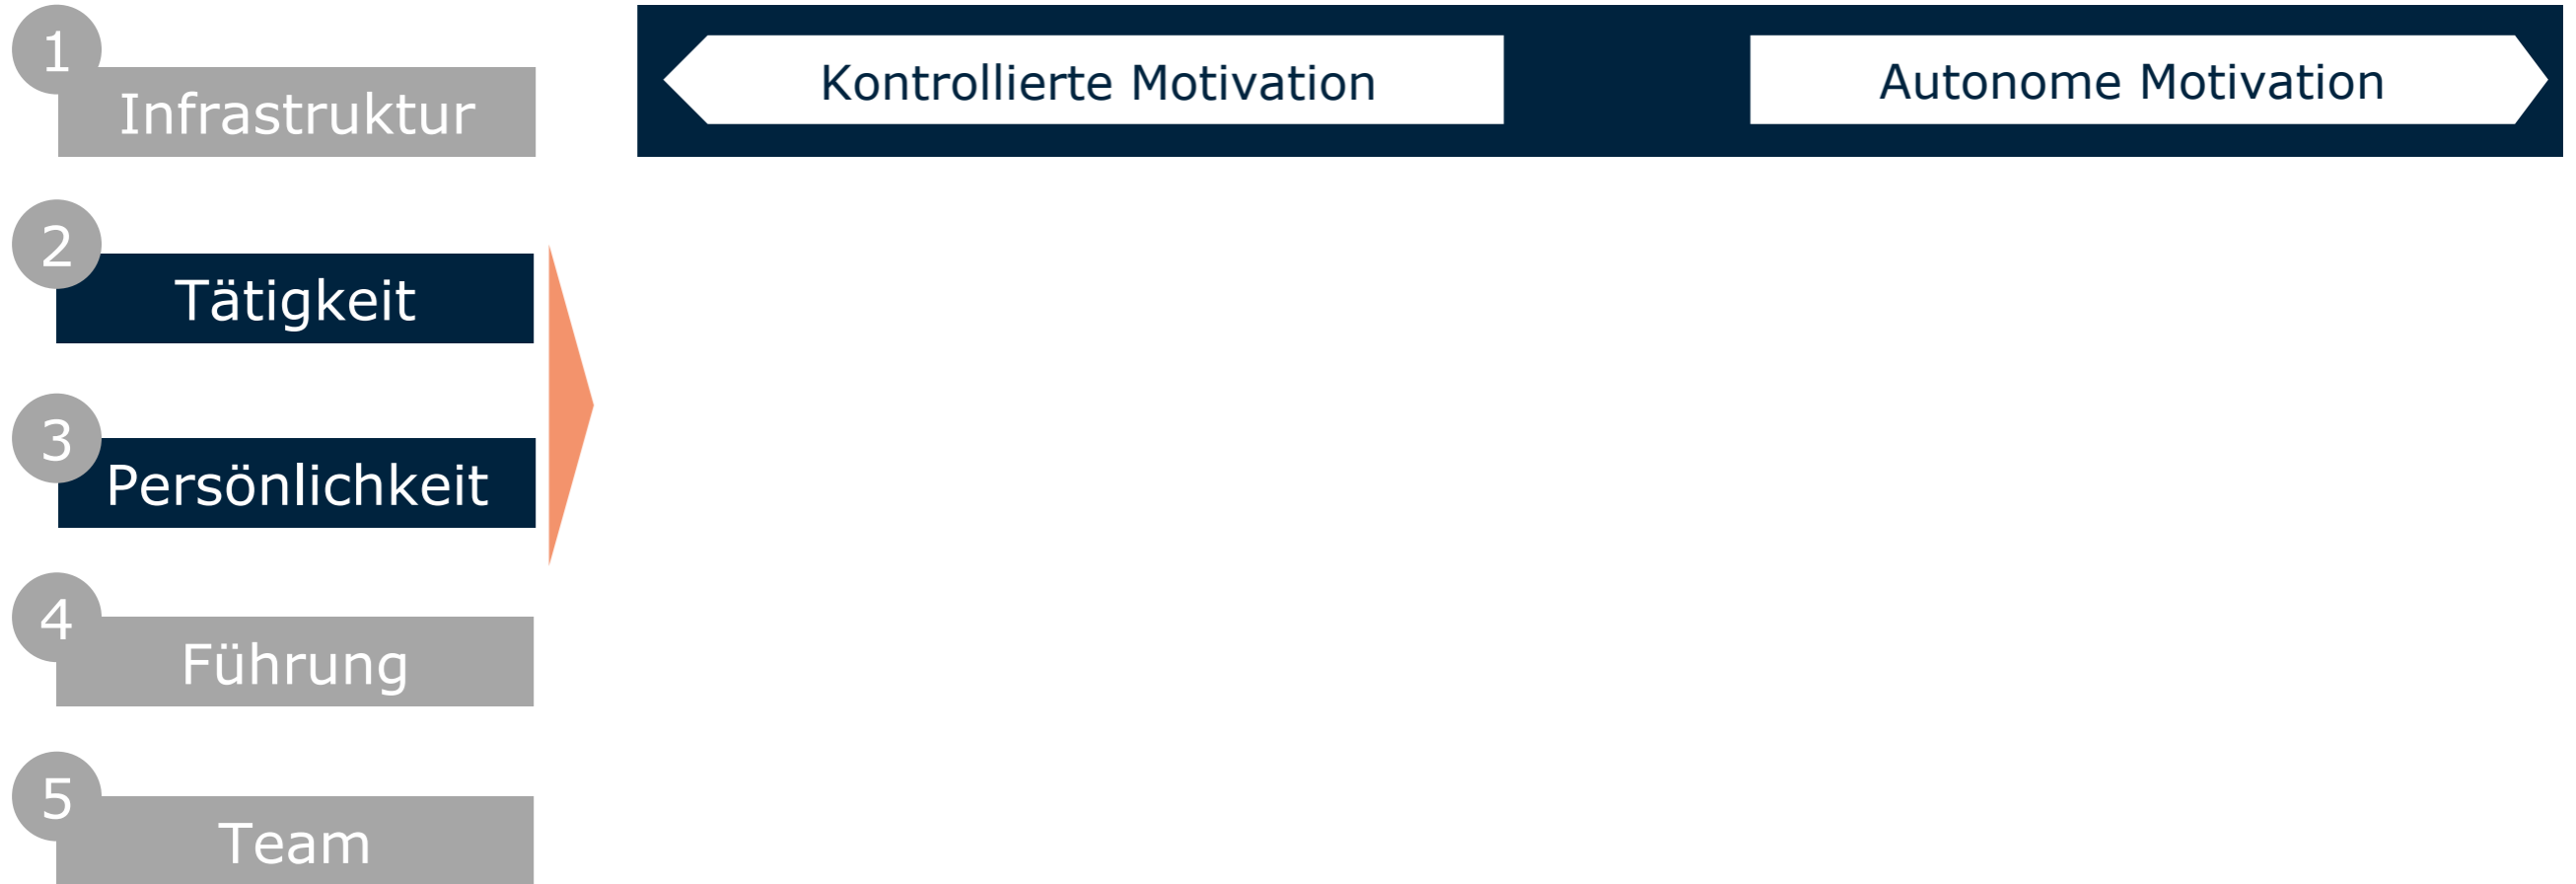 1
Infrastruktur
Kontrollierte Motivation
Autonome Motivation
2
Tätigkeit
3
Persönlichkeit
4
Führung
5
Team